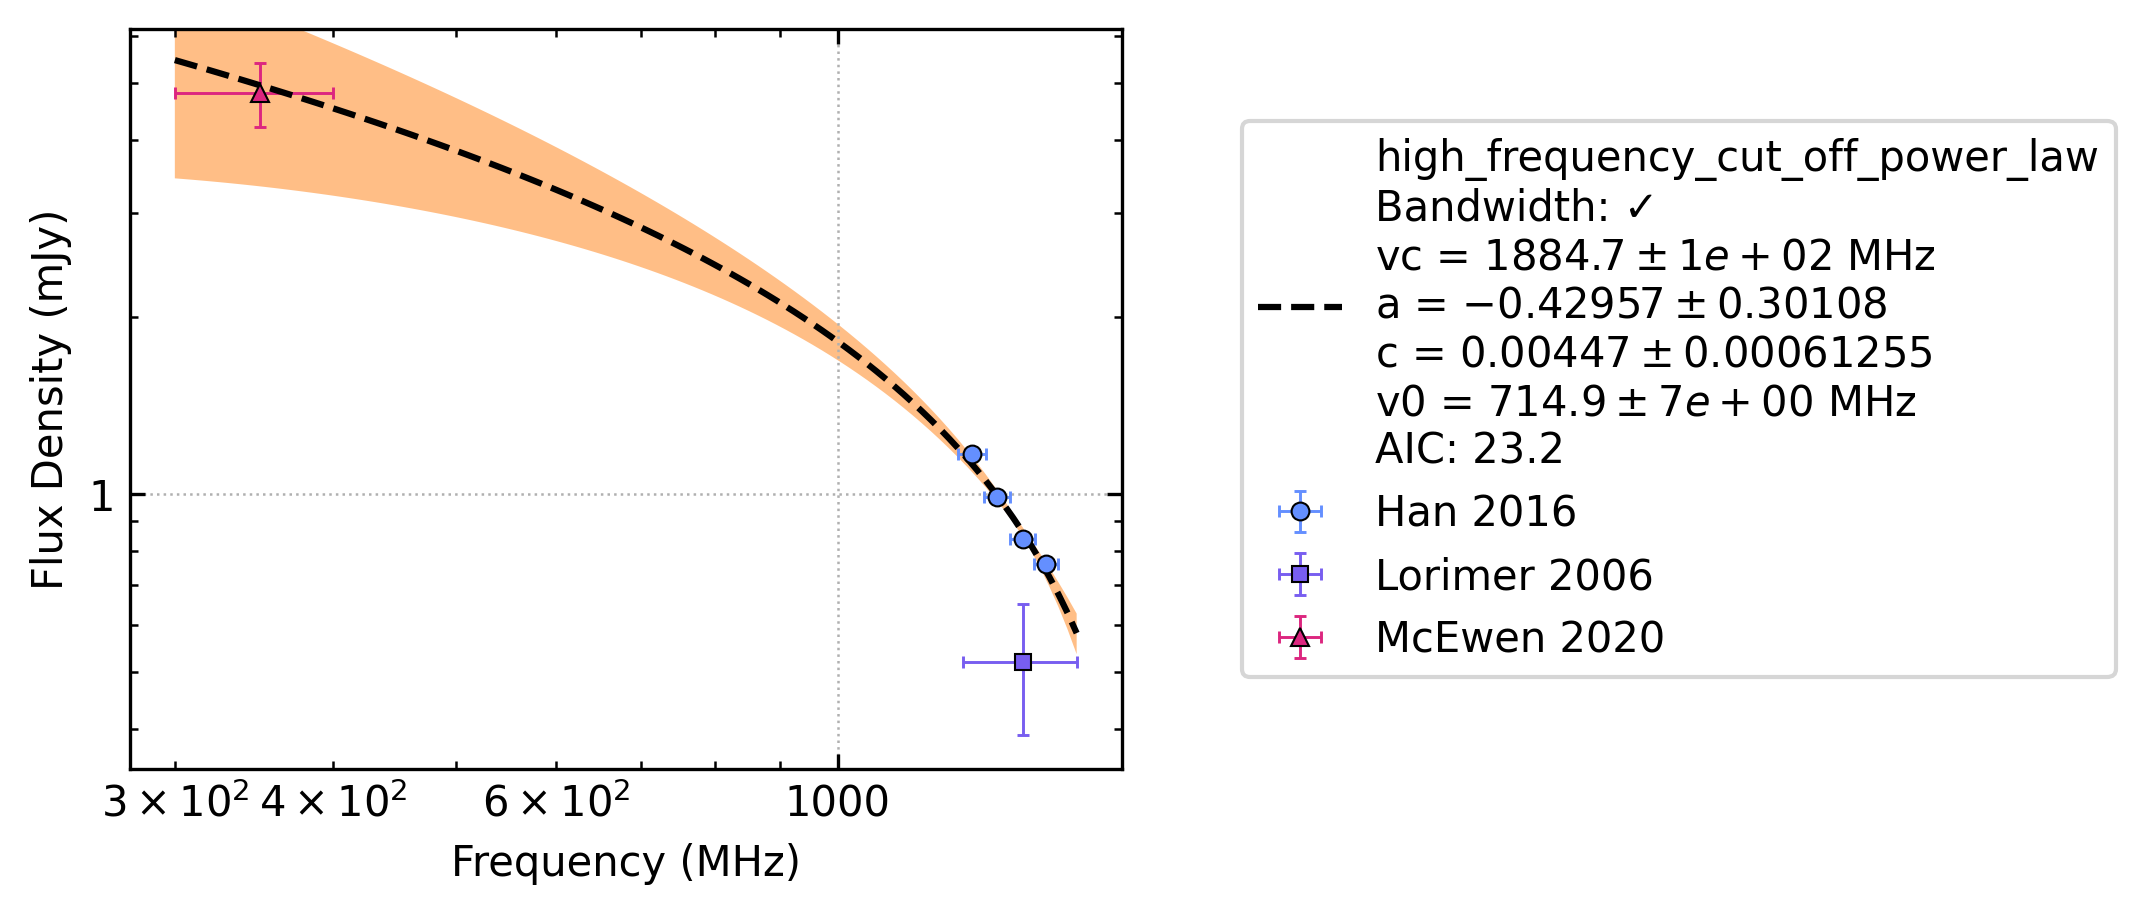 Flux Density (mJy)
1
3 × 10² 4 × 10² 6 × 10² 1000
Frequency (MHz)
high_frequency_cut_off_power_law
Bandwidth: ✓
vc = 1884.7 ± 1e + 02 MHz
a = −0.42957 ± 0.30108
c = 0.00447 ± 0.00061255
v0 = 714.9 ± 7e + 00 MHz
AIC: 23.2
Han 2016
Lorimer 2006
McEwen 2020